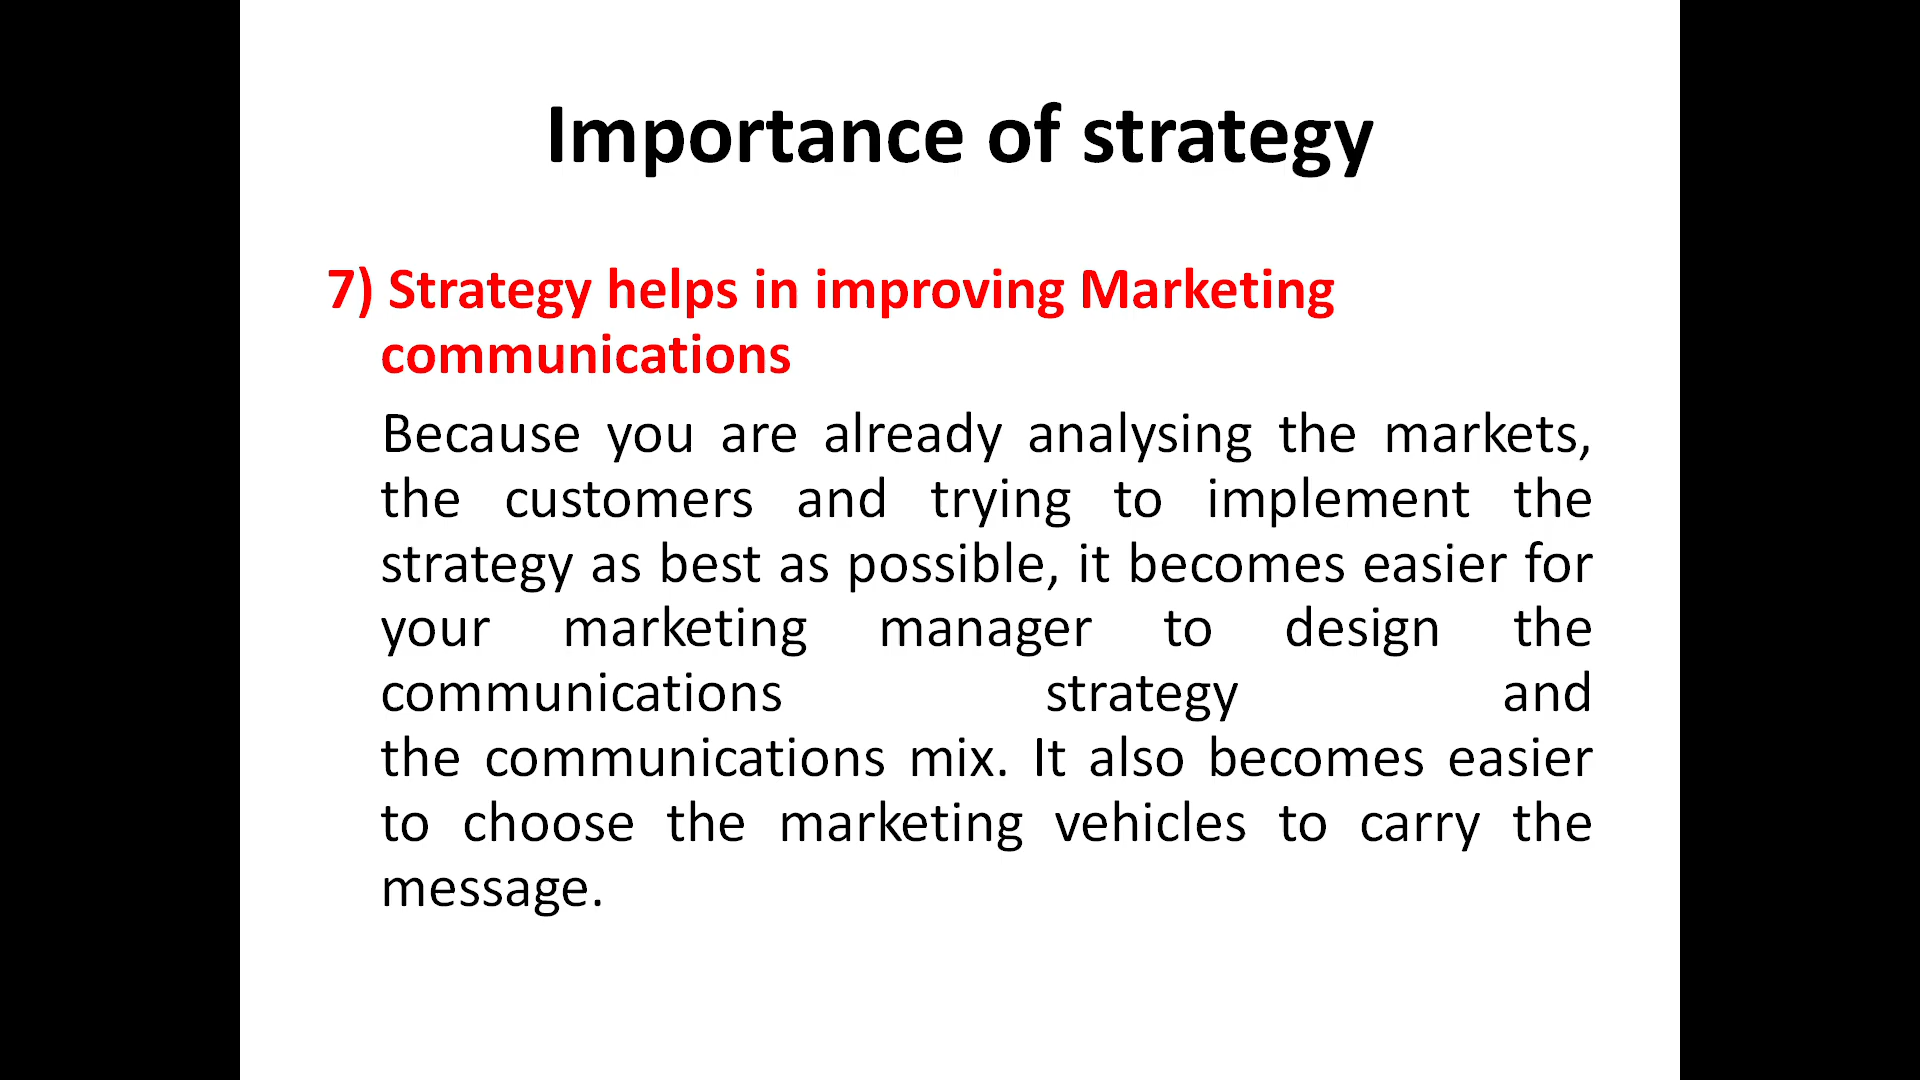 Importance of strategy
7) Strategy helps in improving Marketing
communications
Because you are already analysing the markets,
the customers and trying to implement the
strategy as best as possible, it becomes easier for
your marketing manager to design the
communications strategy and
the communications mix. It also becomes easier
to choose the marketing vehicles to carry the
message.